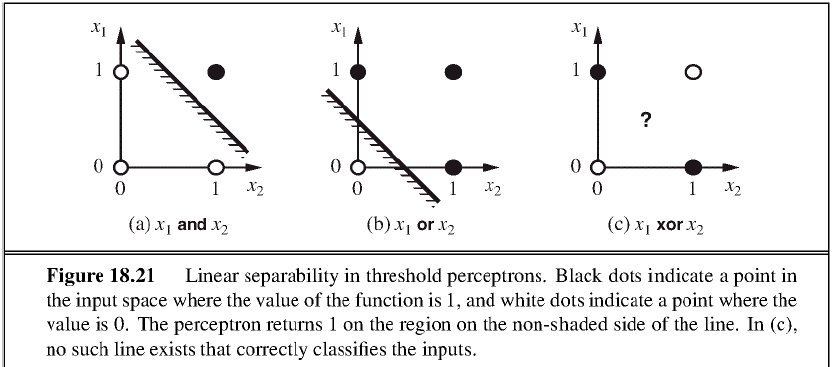 x1 x1 x1
1 1 1
?
0 0 0
0 1 x2 0 1 x2 0 1 x2
(a) x1 and x2 (b) x1 or x2 (c) x1 xor x2
Figure 18.21 Linear separability in threshold perceptrons. Black dots indicate a point in
the input space where the value of the function is 1, and white dots indicate a point where the
value is 0. The perceptron returns 1 on the region on the non-shaded side of the line. In (c),
no such line exists that correctly classifies the inputs.